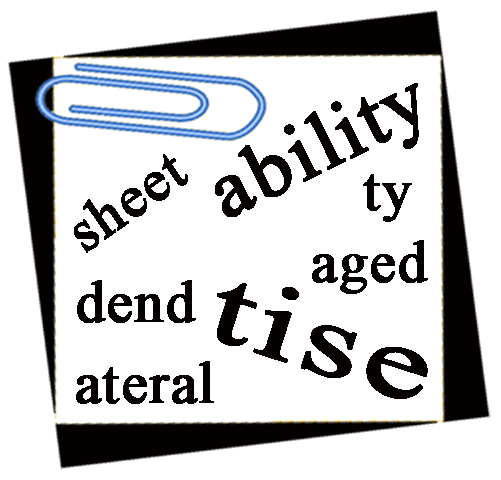 sheet
ability
ty
aged
dend
tise
ateral